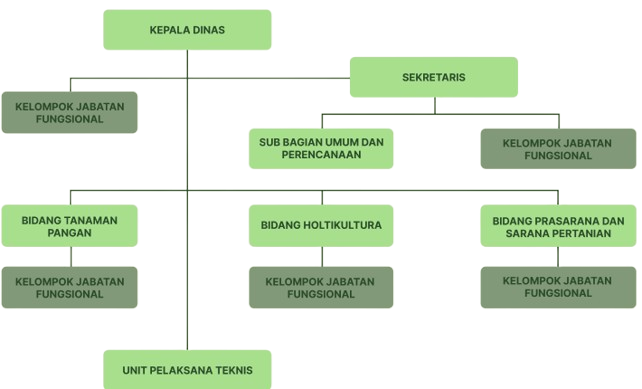 KEPALA DINAS
SEKRETARIS
KELOMPOK JABATAN
FUNGSIONAL
SUB BAGIAN UMUM DAN
PERENCANAAN
KELOMPOK JABATAN
FUNGSIONAL
BIDANG TANAMAN
PANGAN
BIDANG HOLTIKULTURA
BIDANG PRASARANA DAN
SARANA PERTANIAN
KELOMPOK JABATAN
FUNGSIONAL
KELOMPOK JABATAN
FUNGSIONAL
KELOMPOK JABATAN
FUNGSIONAL
UNIT PELAKSANA TEKNIS